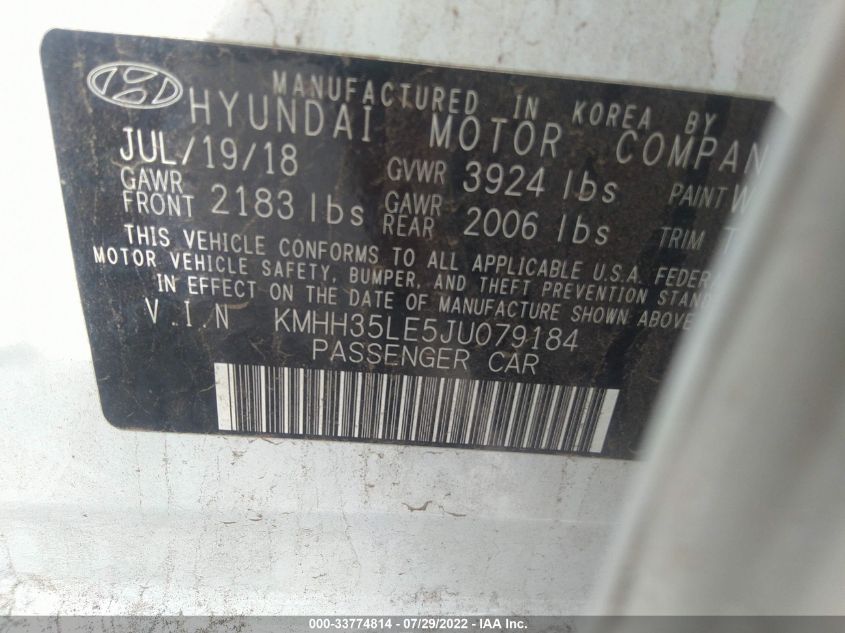 MANUFACTURED IN KOREA BY
HYUNDAI MOTOR COMPAN
JUL/19/18 GVWR 3924 lbs PAINT W
GAWR FRONT 2183 lbs GAWR REAR 2006 lbs TRIM T
THIS VEHICLE CONFORMS TO ALL APPLICABLE U.S.A. FEDER
MOTOR VEHICLE SAFETY, BUMPER, AND THEFT PREVENTION STAND
IN EFFECT ON THE DATE OF MANUFACTURE SHOWN ABOVE
V.I.N KMHH35LE5JU079184
PASSENGER CAR
000-33774814 - 07/29/2022 - IAA Inc.